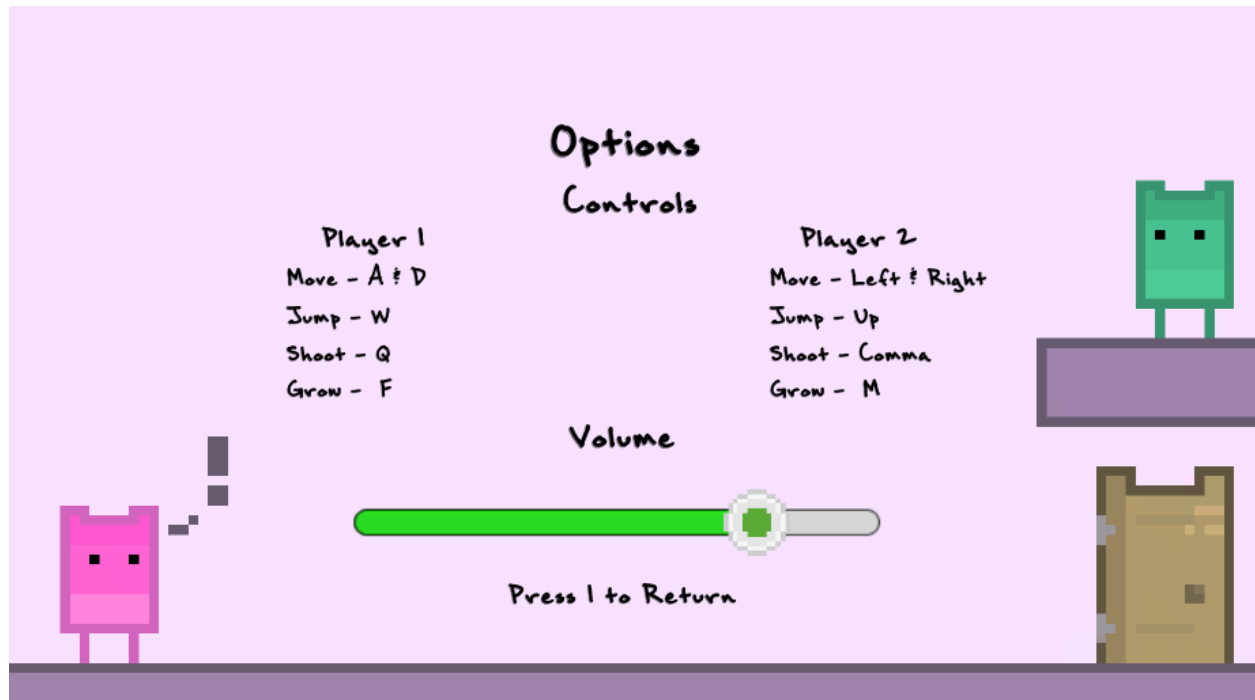 Options
Controls
Player 1
Move - A & D
Jump - W
Shoot - Q
Grow - F
Player 2
Move - Left & Right
Jump - Up
Shoot - Comma
Grow - M
Volume
Press 1 to Return